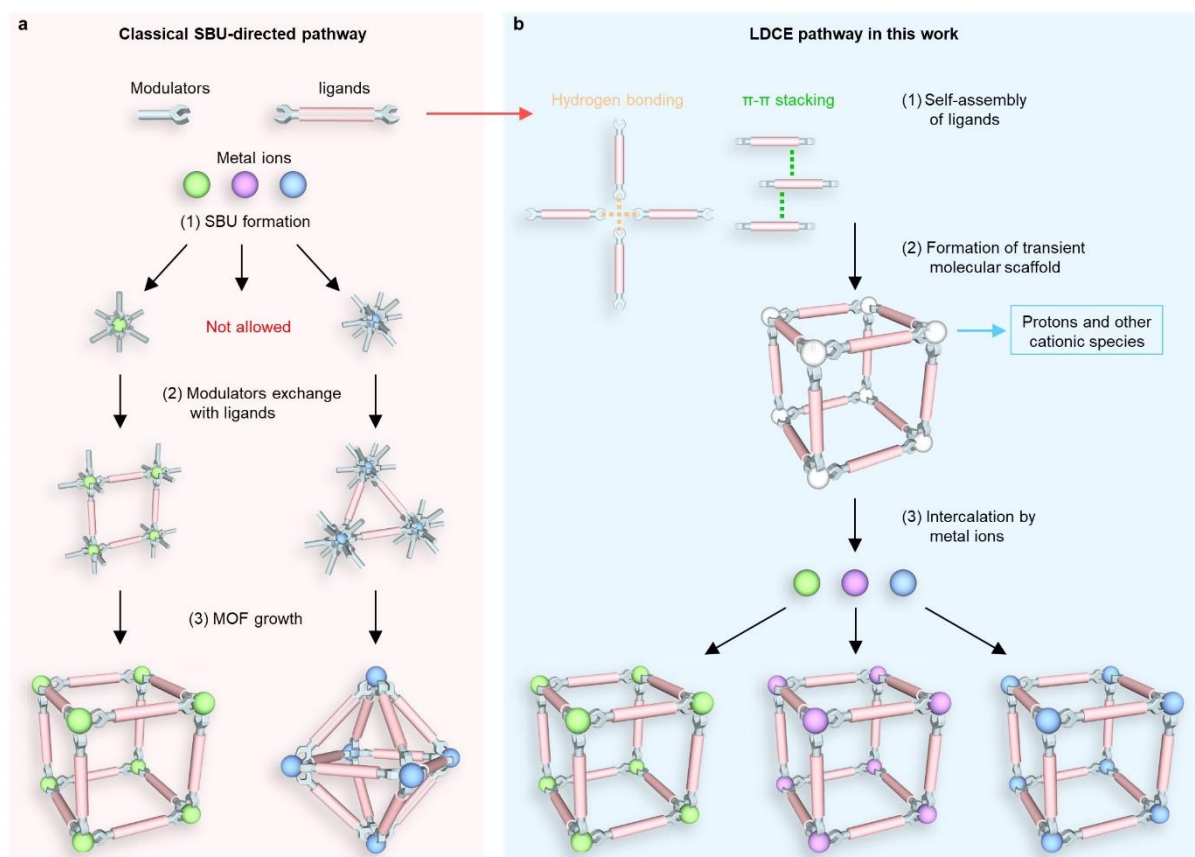 a
Classical SBU-directed pathway
Modulators
ligands
Metal ions
(1) SBU formation
Not allowed
(2) Modulators exchange
with ligands
(3) MOF growth
b
LDCE pathway in this work
Hydrogen bonding
π-π stacking
(1) Self-assembly
of ligands
(2) Formation of transient
molecular scaffold
Protons and other
cationic species
(3) Intercalation by
metal ions